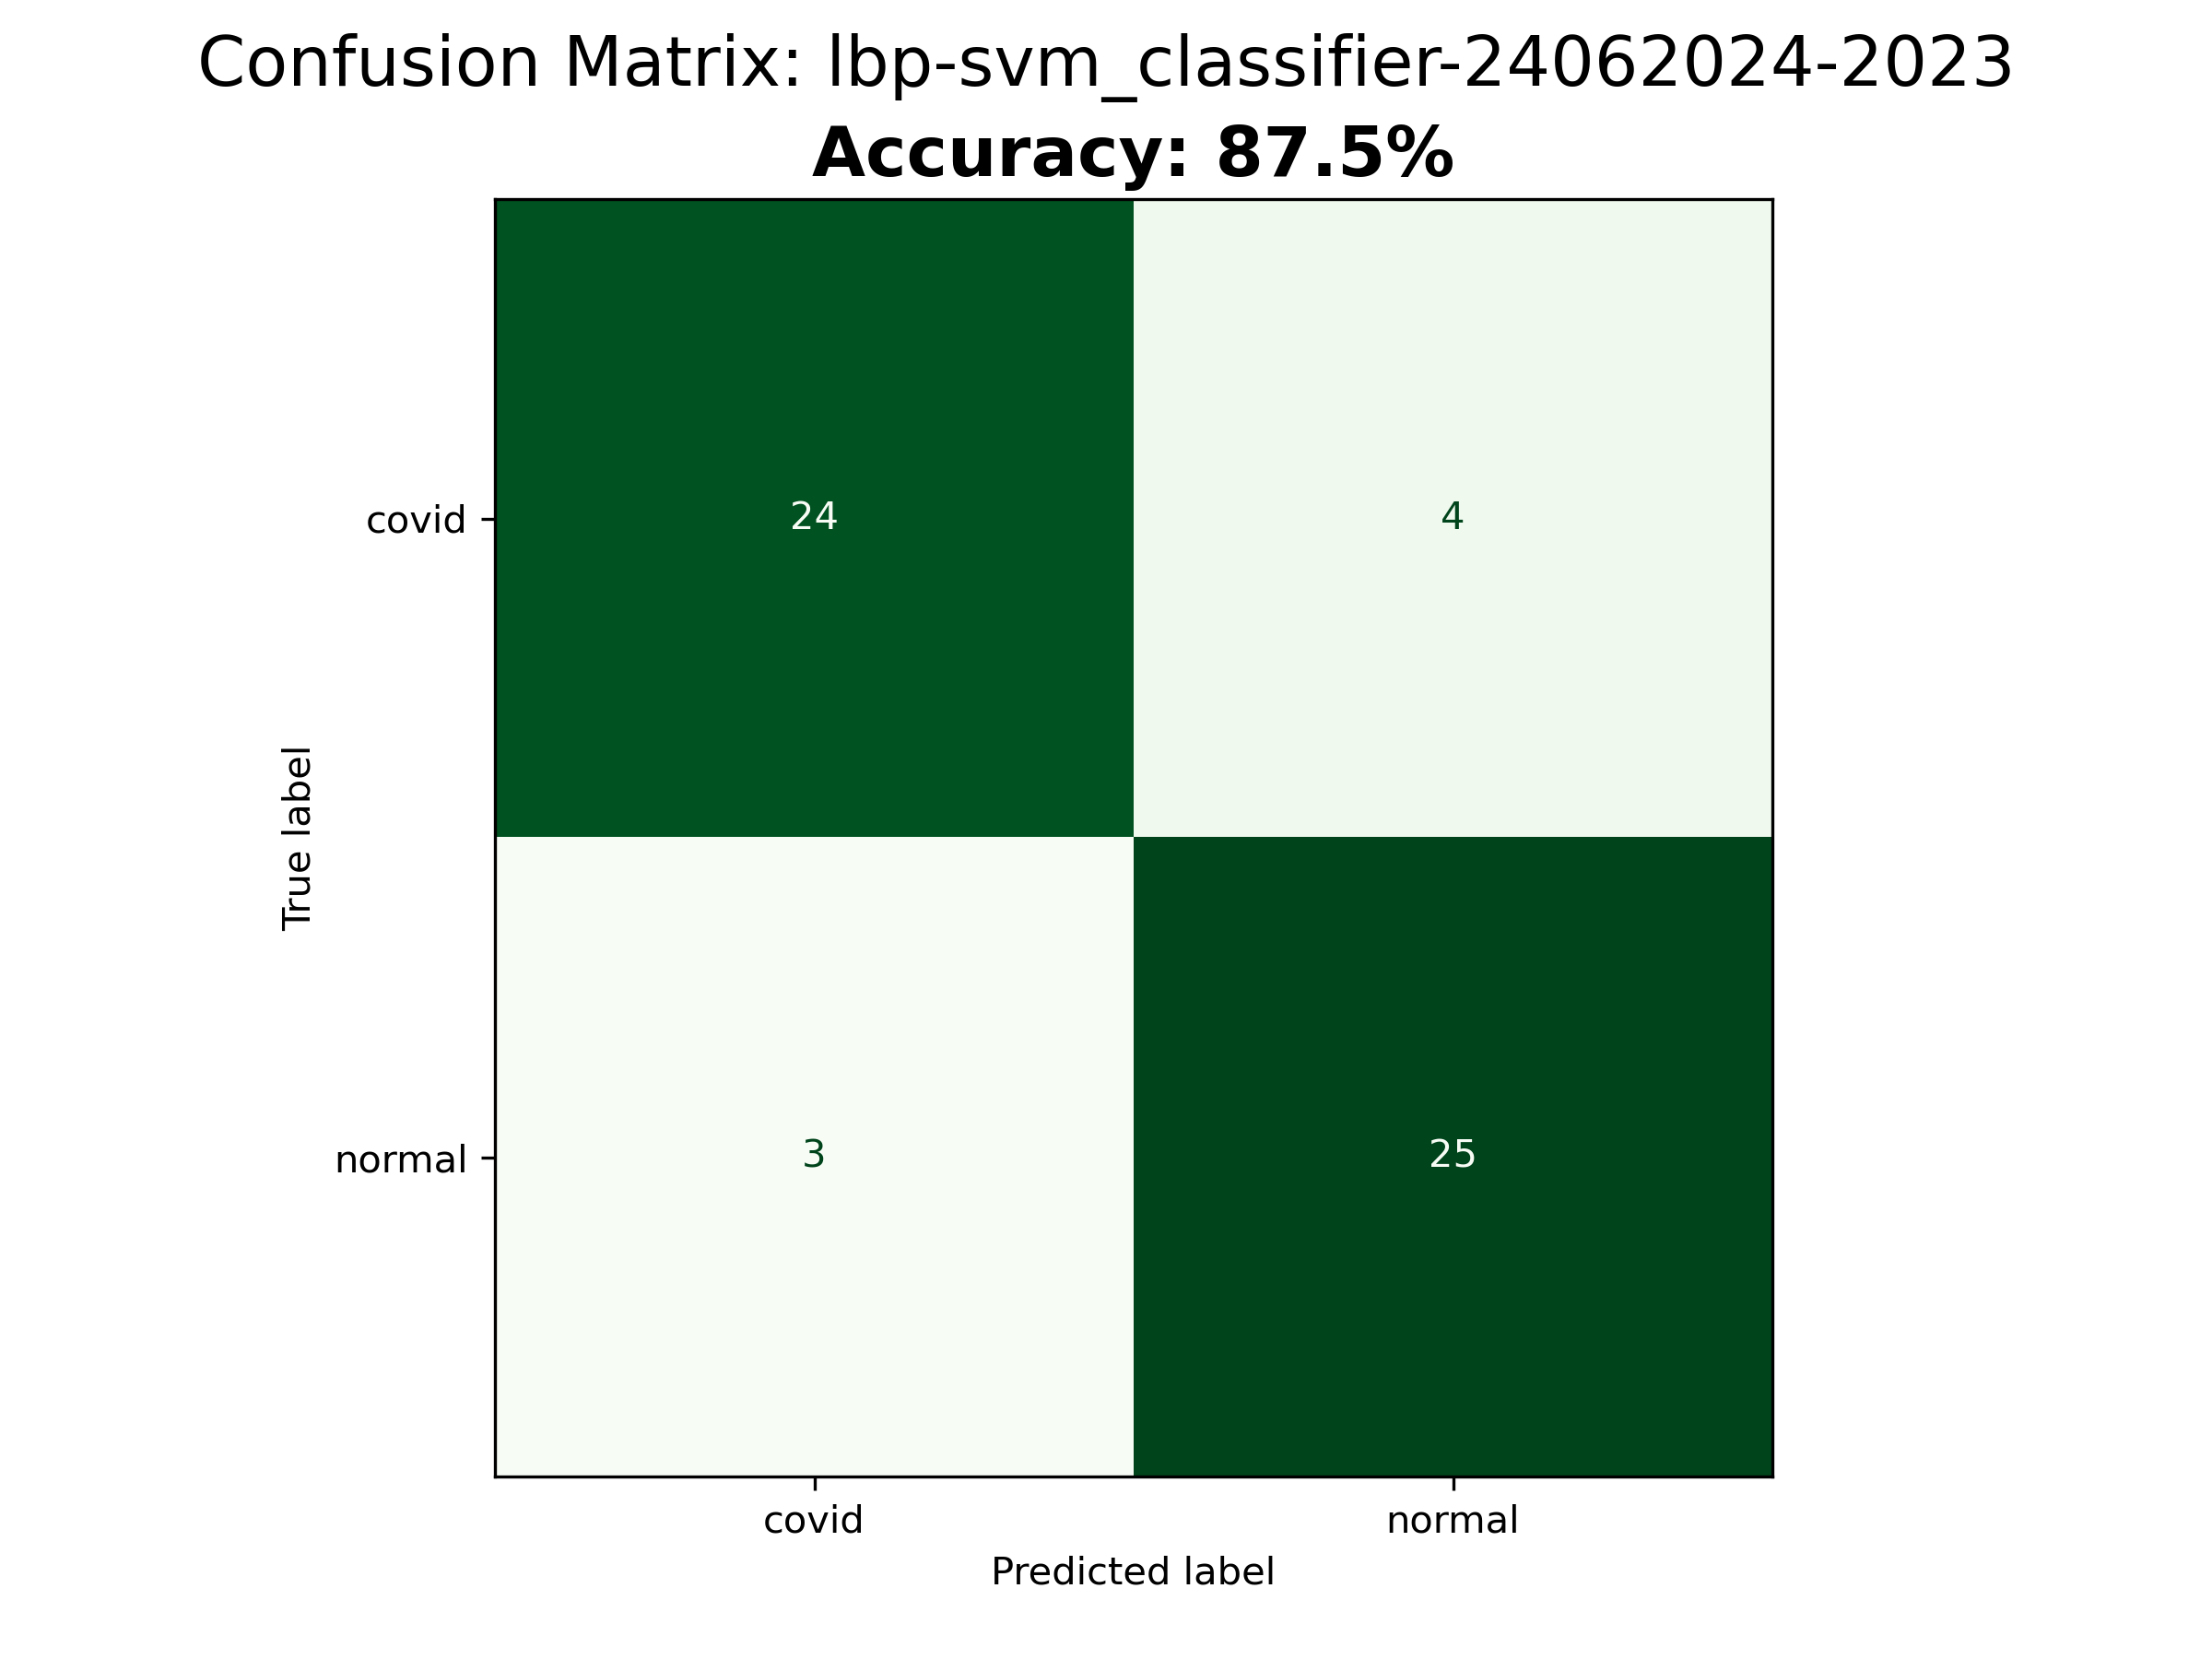 Confusion Matrix: lbp-svm_classifier-24062024-2023
Accuracy: 87.5%
covid
24
4
True label
normal
3
25
covid
normal
Predicted label